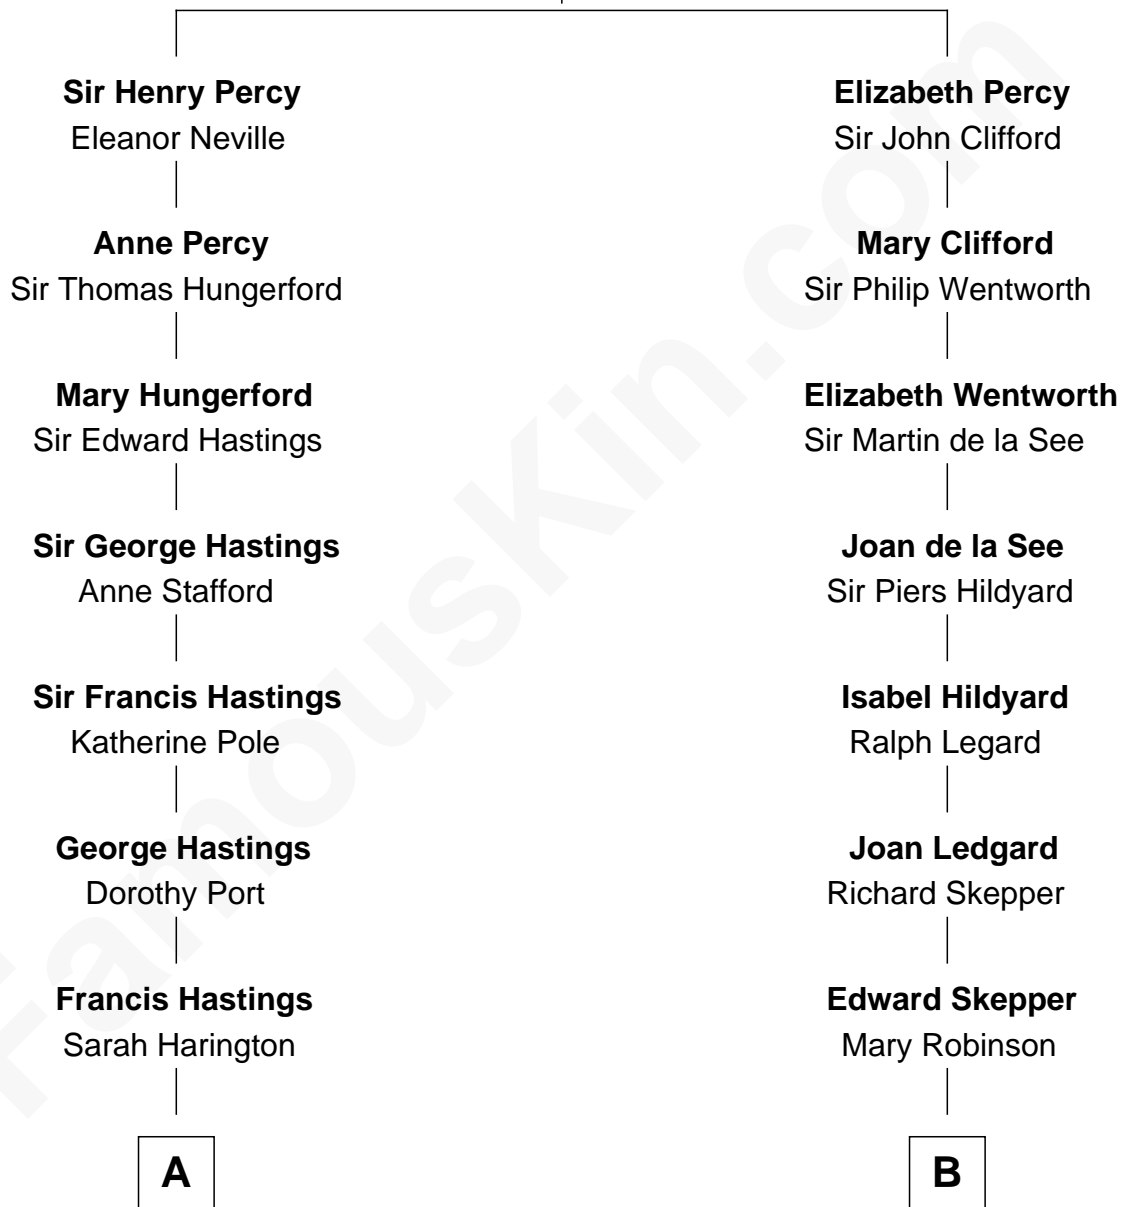 Sir Henry Percy
Eleanor Neville
Anne Percy
Sir Thomas Hungerford
Mary Hungerford
Sir Edward Hastings
Sir George Hastings
Anne Stafford
Sir Francis Hastings
Katherine Pole
George Hastings
Dorothy Port
Francis Hastings
Sarah Harington
A
Elizabeth Percy
Sir John Clifford
Mary Clifford
Sir Philip Wentworth
Elizabeth Wentworth
Sir Martin de la See
Joan de la See
Sir Piers Hildyard
Isabel Hildyard
Ralph Legard
Joan Ledgard
Richard Skepper
Edward Skepper
Mary Robinson
B
FamousKin.com